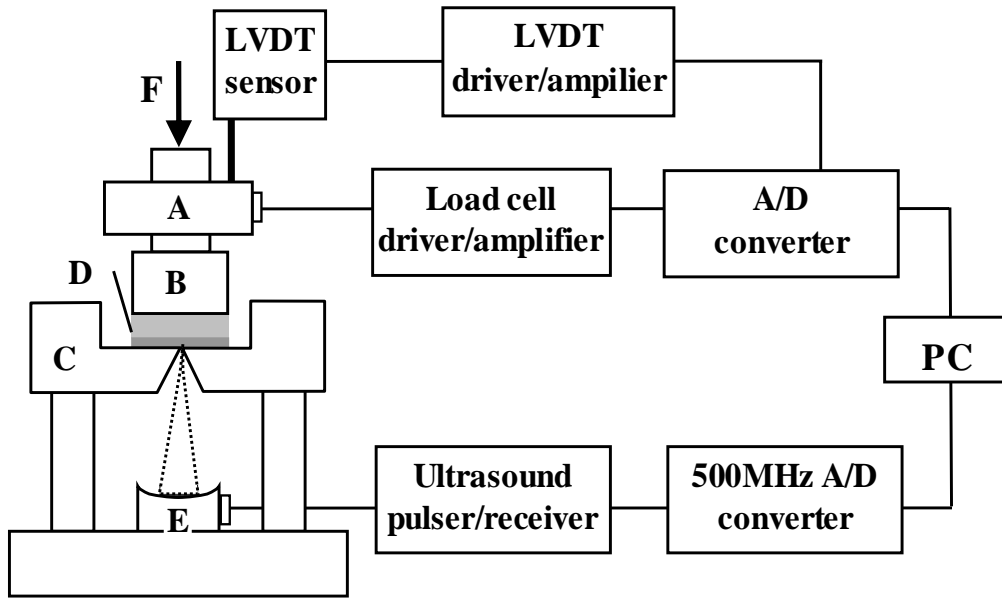 LVDT
sensor
LVDT
driver/ampilier
F
A
Load cell
driver/amplifier
A/D
converter
D
B
C
PC
Ultrasound
pulser/receiver
500MHz A/D
converter
E